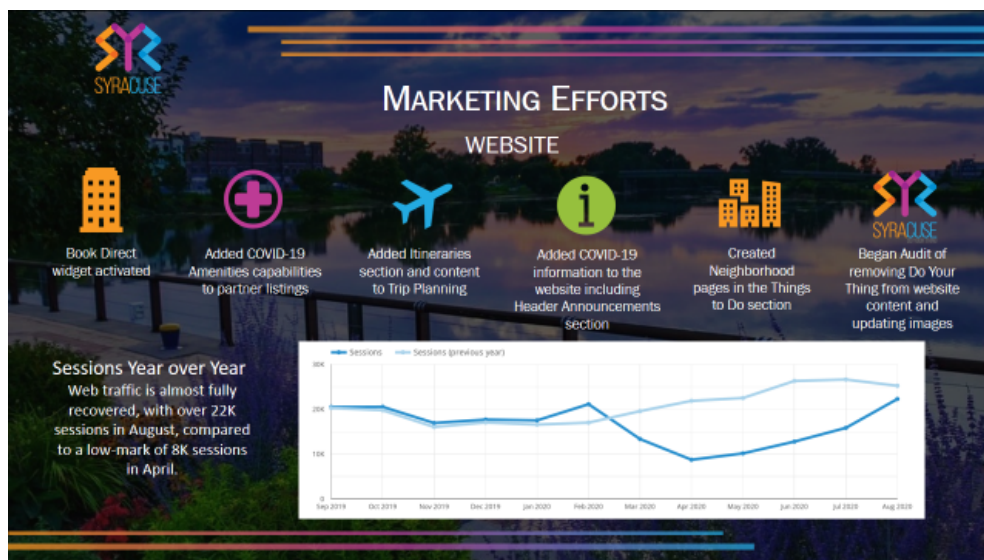 SYRACUSE
MARKETING EFFORTS
WEBSITE
Book Direct
widget activated
Added COVID-19
Amenities capabilities
to partner listings
Added Itineraries
section and content
to Trip Planning
i
Added COVID-19
information to the
website including
Header Announcements
section
Created
Neighborhood
pages in the Things
to Do section
SYRACUSE
Began Audit of
removing Do Your
Thing from website
content and
updating images
Sessions Year over Year
Web traffic is almost fully
recovered, with over 22K
sessions in August, compared
to a low-mark of 8K sessions
in April.
Sessions Sessions (previous year)
30K
20K
10K
0
Sep 2019 Oct 2019 Nov 2019 Dec 2019 Jan 2020 Feb 2020 Mar 2020 Apr 2020 May 2020 Jun 2020 Jul 2020 Aug 2020